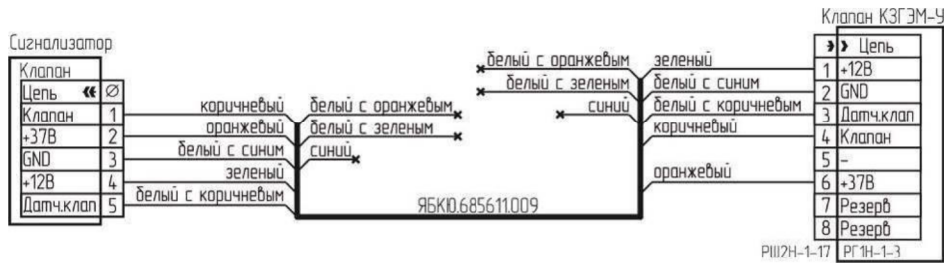 Клапан КЗГЭМ-У
Сигнализатор
Клапан
Цепь
Ø
Клапан 1
+37В 2
GND 3
+12В 4
Датч.клап 5
коричневый
оранжевый
белый с синим
зеленый
белый с коричневым
белый с оранжевым
белый с зеленым
синий
ЯБКЮ.685611.009
белый с оранжевым
белый с зеленым
синий
зеленый
белый с синим
белый с коричневым
коричневый
оранжевый
Цепь
1 +12В
2 GND
3 Датч.клап
4 Клапан
5 -
6 +37В
7 Резерв
8 Резерв
РШ2Н-1-17 РГ1Н-1-3